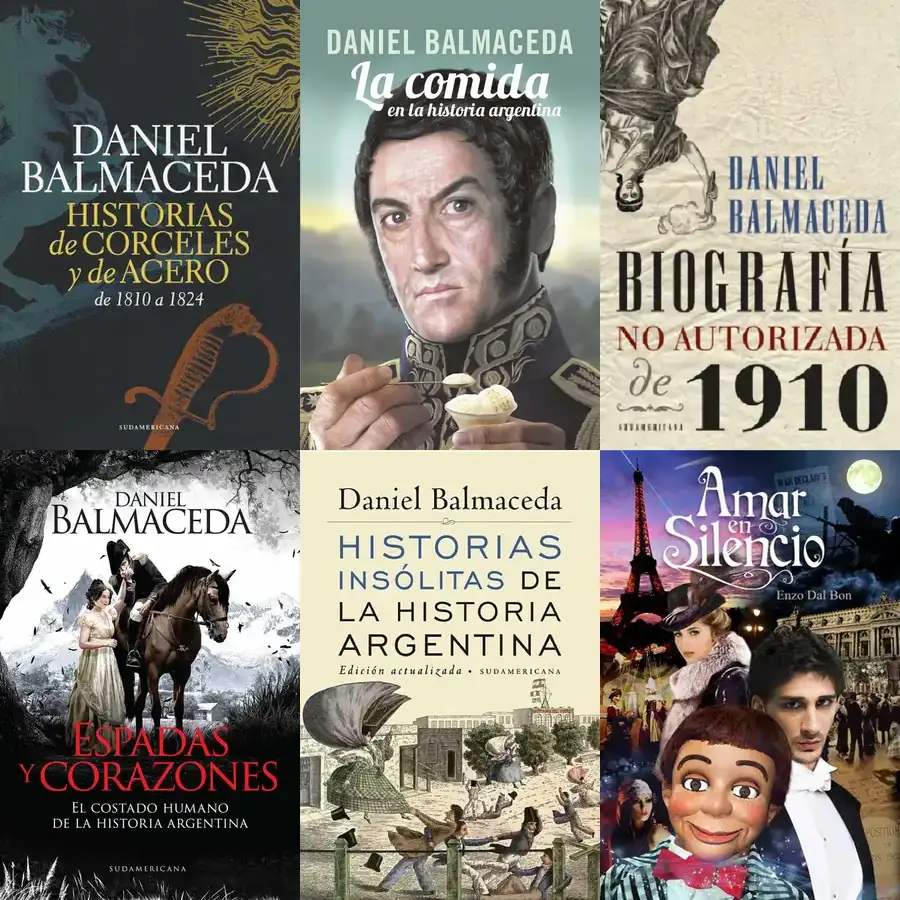 DANIEL
BALMACEDA
HISTORIAS
de CORCELES
y de ACERO
de 1810 a 1824
SUDAMERICANA
DANIEL BALMACEDA
La comida
en la historia argentina
DANIEL
BALMACEDA
BIOGRAFÍA
NO AUTORIZADA
de
1910
SUDAMERICANA
DANIEL
BALMACEDA
ESPADAS
Y CORAZONES
EL COSTADO HUMANO
DE LA HISTORIA ARGENTINA
SUDAMERICANA
Daniel Balmaceda
HISTORIAS
INSÓLITAS DE
LA HISTORIA
ARGENTINA
Edición actualizada • SUDAMERICANA
Amar
en
Silencio
Enzo Dal Bon